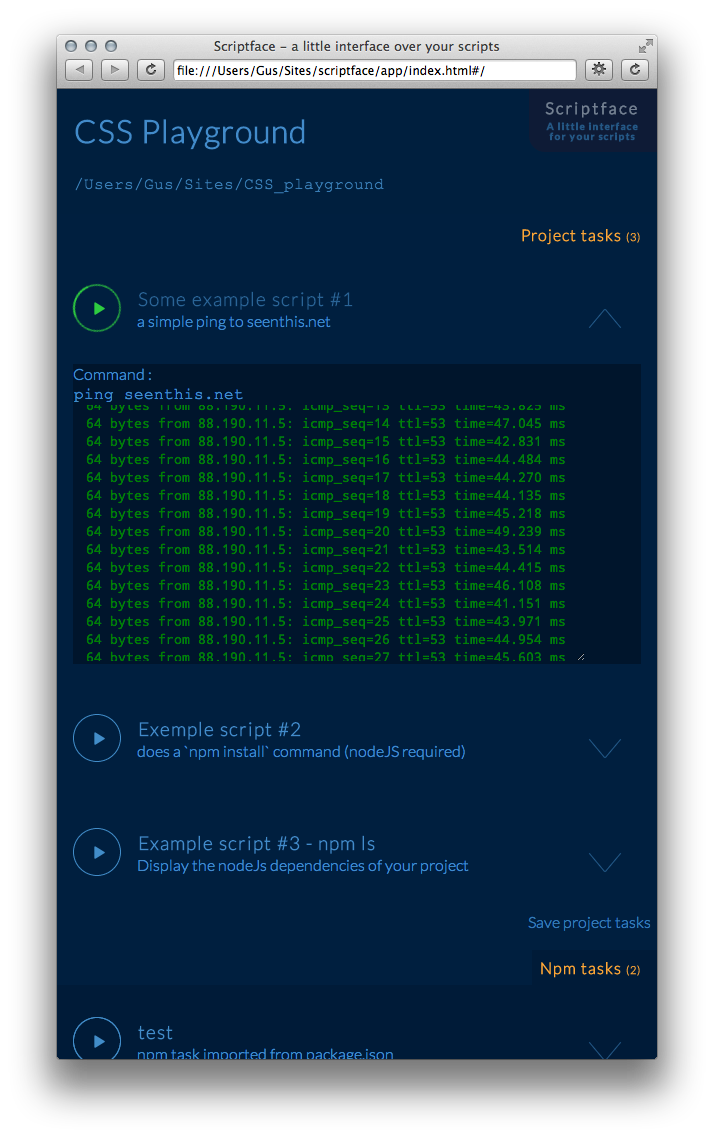 Scriptface – a little interface over your scripts
file:///Users/Gus/Sites/scriptface/app/index.html#/
Scriptface
A little interface
for your scripts
CSS Playground
/Users/Gus/Sites/CSS_playground
Project tasks (3)
Some example script #1
a simple ping to seenthis.net
Command :
ping seenthis.net
64 bytes from 88.190.11.5: icmp_seq=13 ttl=53 time=45.825 ms
64 bytes from 88.190.11.5: icmp_seq=14 ttl=53 time=47.045 ms
64 bytes from 88.190.11.5: icmp_seq=15 ttl=53 time=42.831 ms
64 bytes from 88.190.11.5: icmp_seq=16 ttl=53 time=44.484 ms
64 bytes from 88.190.11.5: icmp_seq=17 ttl=53 time=44.270 ms
64 bytes from 88.190.11.5: icmp_seq=18 ttl=53 time=44.135 ms
64 bytes from 88.190.11.5: icmp_seq=19 ttl=53 time=45.218 ms
64 bytes from 88.190.11.5: icmp_seq=20 ttl=53 time=49.239 ms
64 bytes from 88.190.11.5: icmp_seq=21 ttl=53 time=43.514 ms
64 bytes from 88.190.11.5: icmp_seq=22 ttl=53 time=44.415 ms
64 bytes from 88.190.11.5: icmp_seq=23 ttl=53 time=46.108 ms
64 bytes from 88.190.11.5: icmp_seq=24 ttl=53 time=41.151 ms
64 bytes from 88.190.11.5: icmp_seq=25 ttl=53 time=43.971 ms
64 bytes from 88.190.11.5: icmp_seq=26 ttl=53 time=44.954 ms
64 bytes from 88.190.11.5: icmp_seq=27 ttl=53 time=45.603 ms
Exemple script #2
does a `npm install` command (nodeJS required)
Example script #3 - npm ls
Display the nodeJs dependencies of your project
Save project tasks
Npm tasks (2)
test
npm task imported from package.json